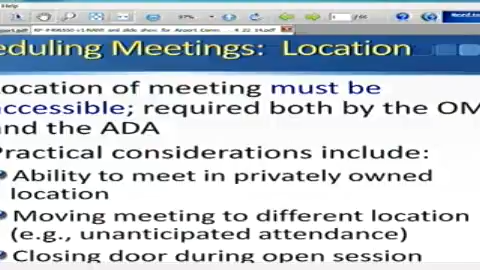 Help
eduling Meetings: Location
ocation of meeting must be
accessible; required both by the OM
and the ADA
Practical considerations include:
Ability to meet in privately owned
location
Moving meeting to different location
(e.g., unanticipated attendance)
Closing door during open session